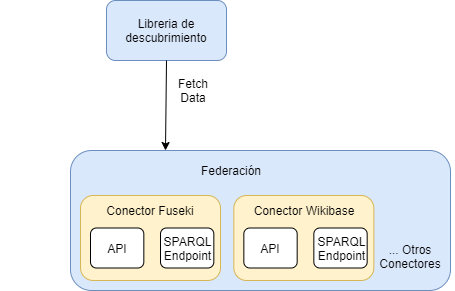 Libreria de
descubrimiento
Fetch
Data
Federación
Conector Fuseki
API
SPARQL
Endpoint
Conector Wikibase
API
SPARQL
Endpoint
... Otros
Conectores